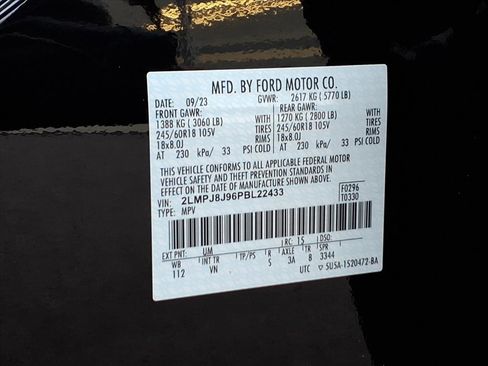 MFD. BY FORD MOTOR CO.
DATE: 09/23 GVWR: 2617 KG (5770 LB)
FRONT GAWR: REAR GAWR:
1388 KG (3060 LB) WITH 1270 KG (2800 LB) WITH
245/60R18 105V TIRES 245/60R18 105V TIRES
18x8.0J RIMS 18x8.0J RIMS
AT 230 kPa/ 33 PSI COLD AT 230 kPa/ 33 PSI COLD
THIS VEHICLE CONFORMS TO ALL APPLICABLE FEDERAL MOTOR
VEHICLE SAFETY AND THEFT PREVENTION STANDARDS IN
EFFECT ON THE DATE OF MANUFACTURE SHOWN ABOVE.
VIN: 2LMPJ8J96PBL22433 F0296
TYPE: MPV T0330
EXT PNT: UM RC: 15 DSO:
WB INT TR TP/PS R AXLE TR SPR
112 VN S 3A 8 3344
UTC ▽ 5U5A-1520472-BA